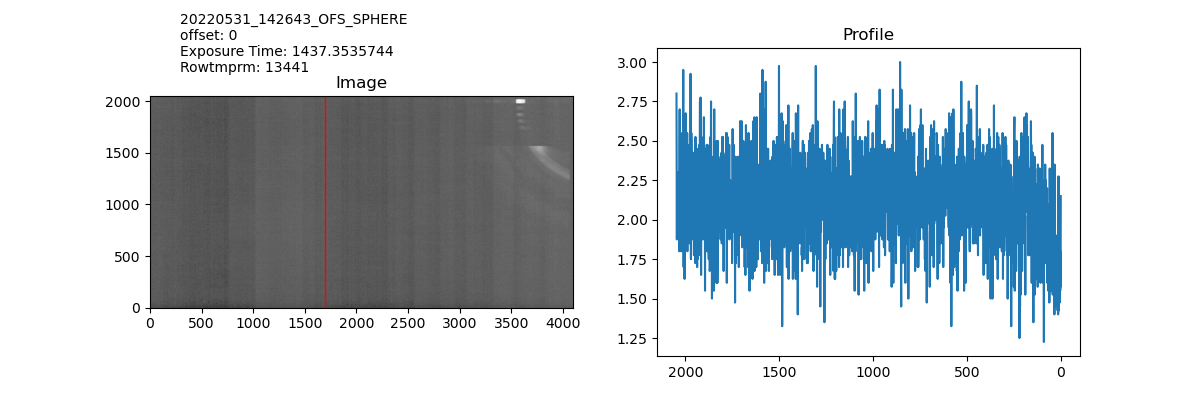 20220531_142643_OFS_SPHERE
offset: 0
Exposure Time: 1437.3535744
Rowtmprm: 13441
Image
2000
1500
1000
500
0
0 500 1000 1500 2000 2500 3000 3500 4000
Profile
3.00
2.75
2.50
2.25
2.00
1.75
1.50
1.25
2000 1500 1000 500 0